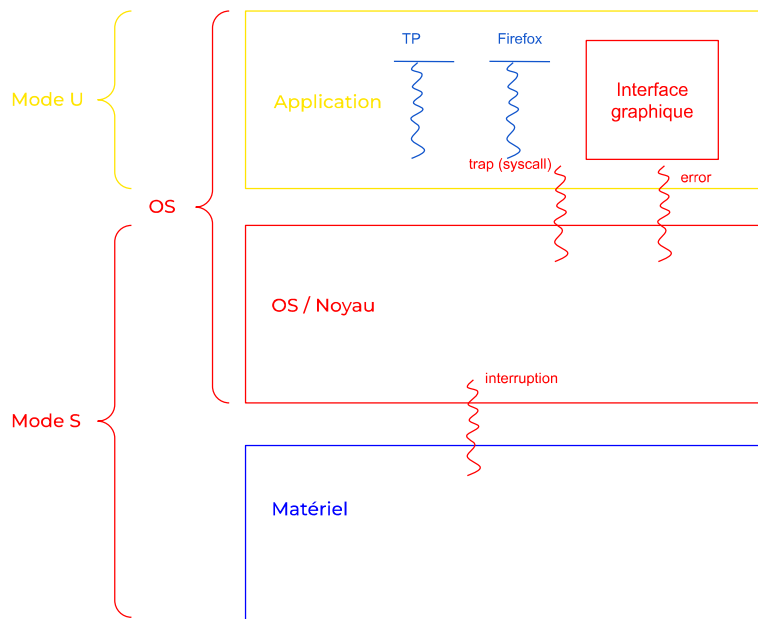 TP
Firefox
Mode U
Application
Interface
graphique
trap (syscall)
error
OS
OS / Noyau
interruption
Mode S
Matériel